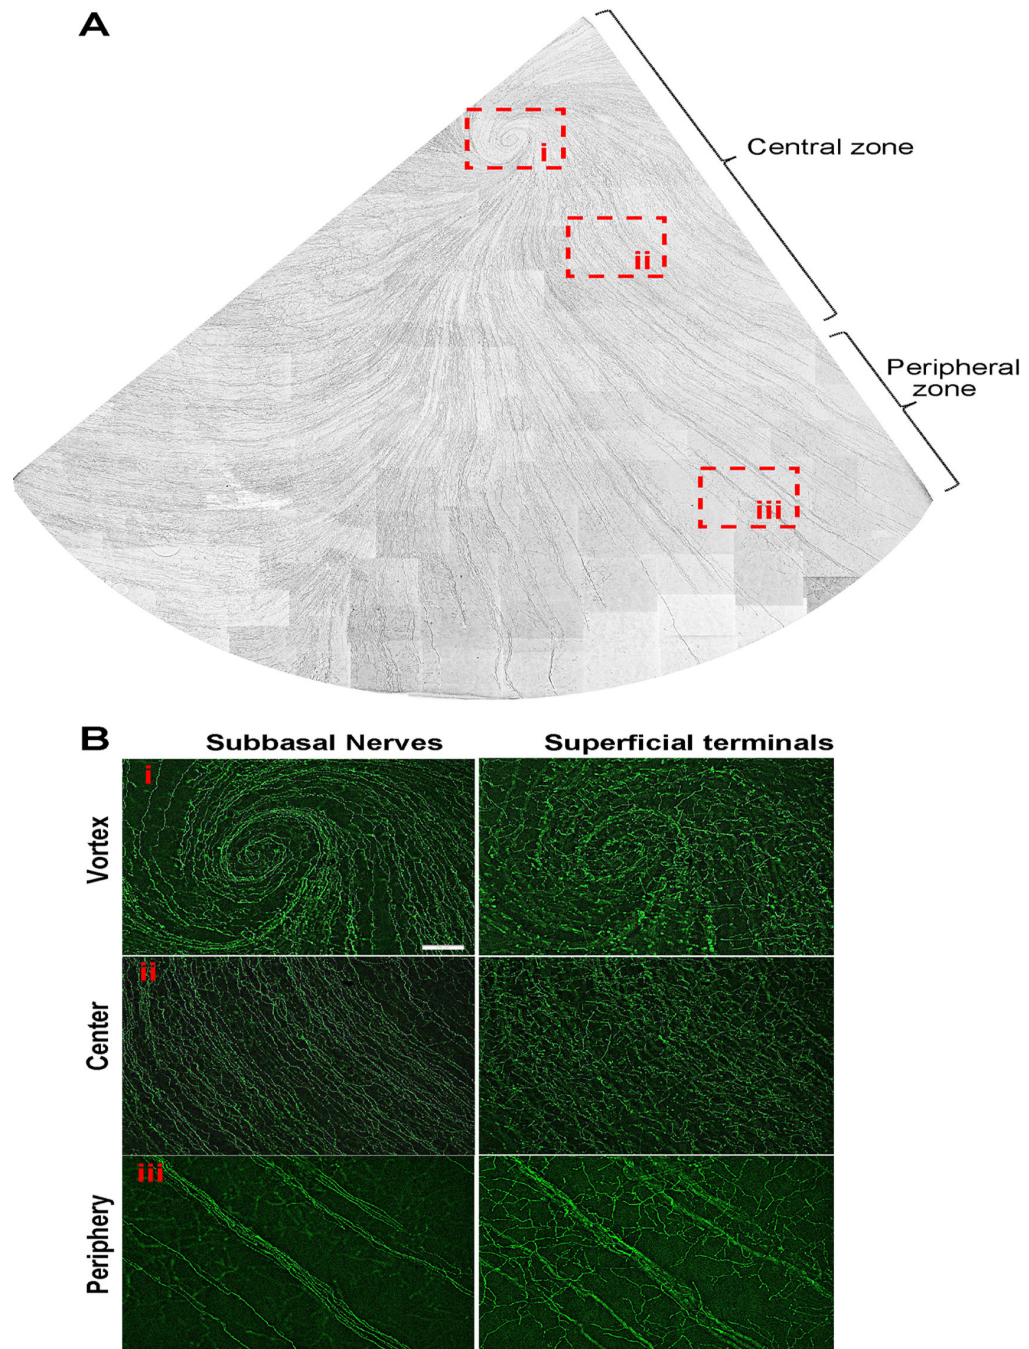 A
Central zone
i
ii
Peripheral
zone
iii
B
Subbasal Nerves
Superficial terminals
i
Vortex
ii
Center
iii
Periphery